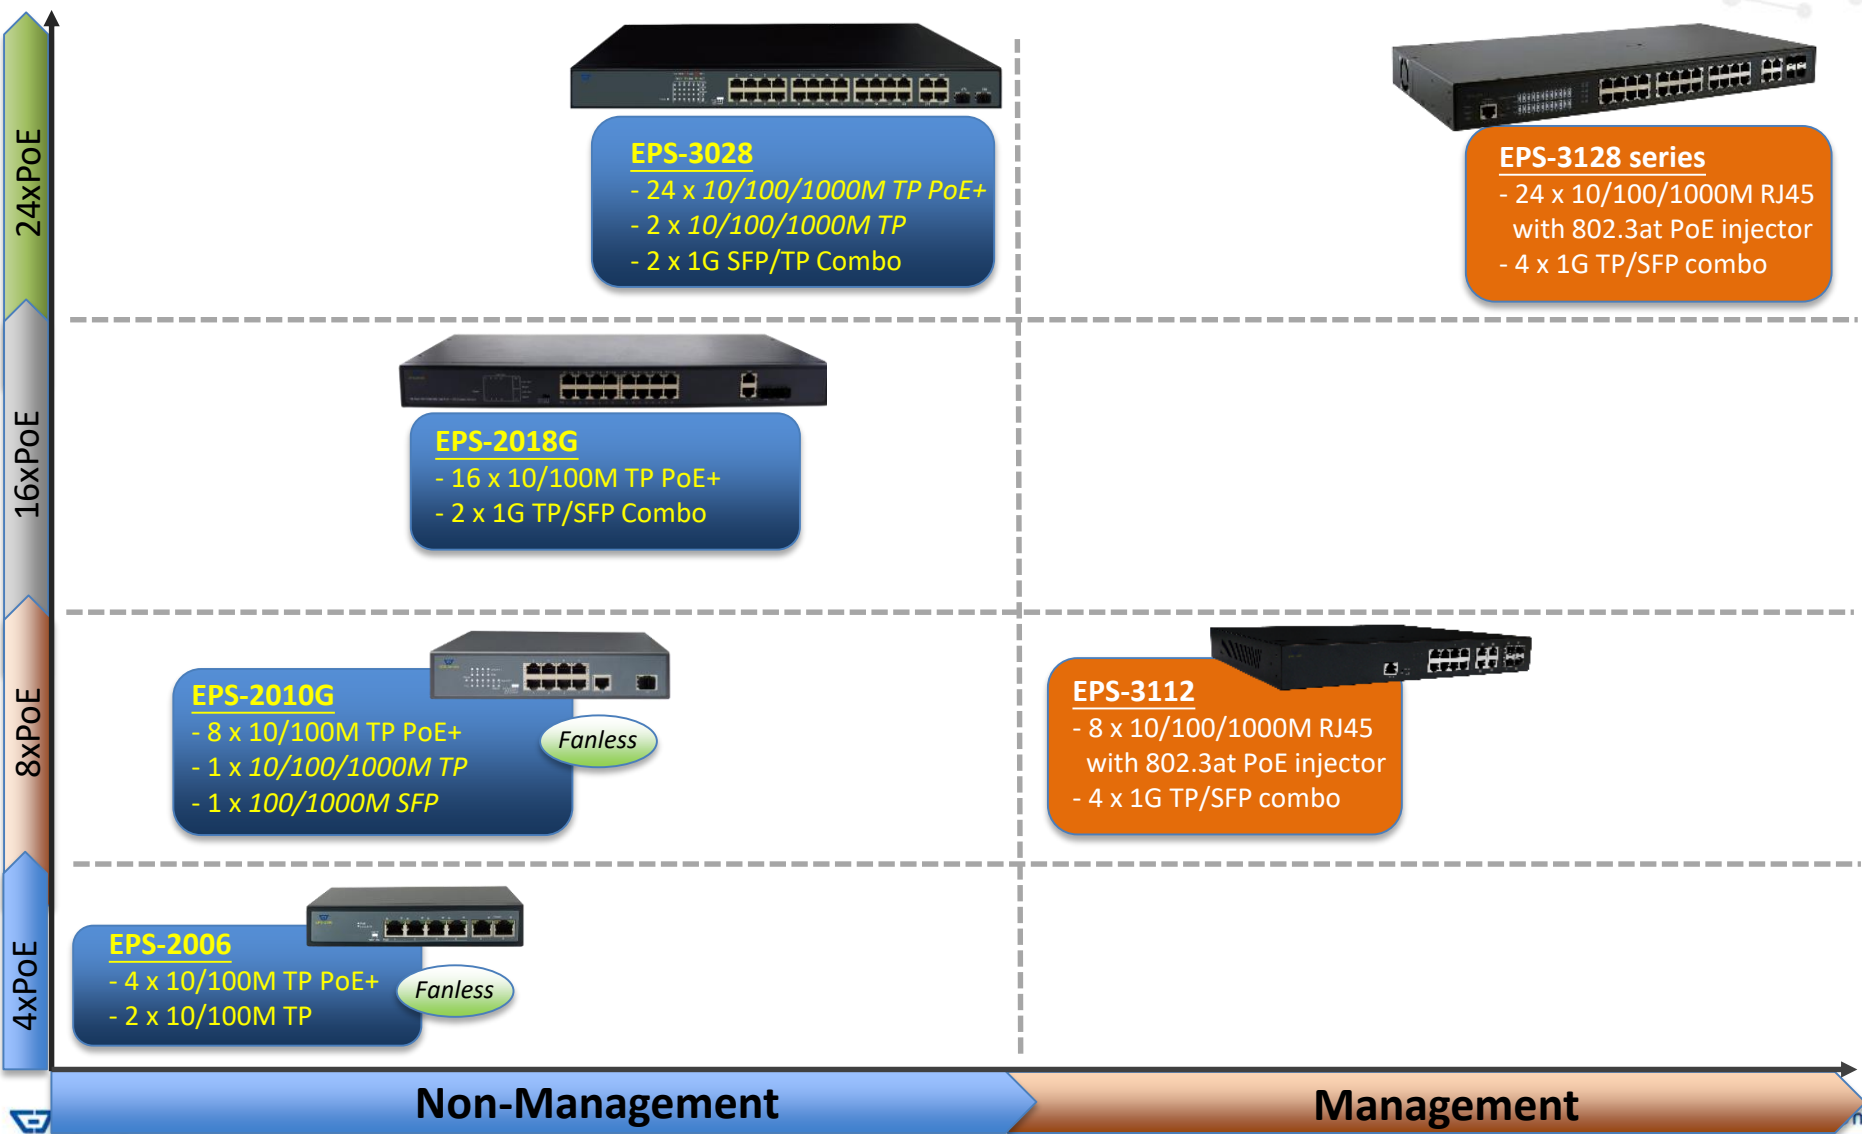 24xPoE
EPS-3028
- 24 x 10/100/1000M TP PoE+
- 2 x 10/100/1000M TP
- 2 x 1G SFP/TP Combo
EPS-3128 series
- 24 x 10/100/1000M RJ45
with 802.3at PoE injector
- 4 x 1G TP/SFP combo
16xPoE
EPS-2018G
- 16 x 10/100M TP PoE+
- 2 x 1G TP/SFP Combo
8xPoE
EPS-2010G
- 8 x 10/100M TP PoE+
- 1 x 10/100/1000M TP
- 1 x 100/1000M SFP
Fanless
EPS-3112
- 8 x 10/100/1000M RJ45
with 802.3at PoE injector
- 4 x 1G TP/SFP combo
4xPoE
EPS-2006
- 4 x 10/100M TP PoE+
- 2 x 10/100M TP
Fanless
Non-Management
Management